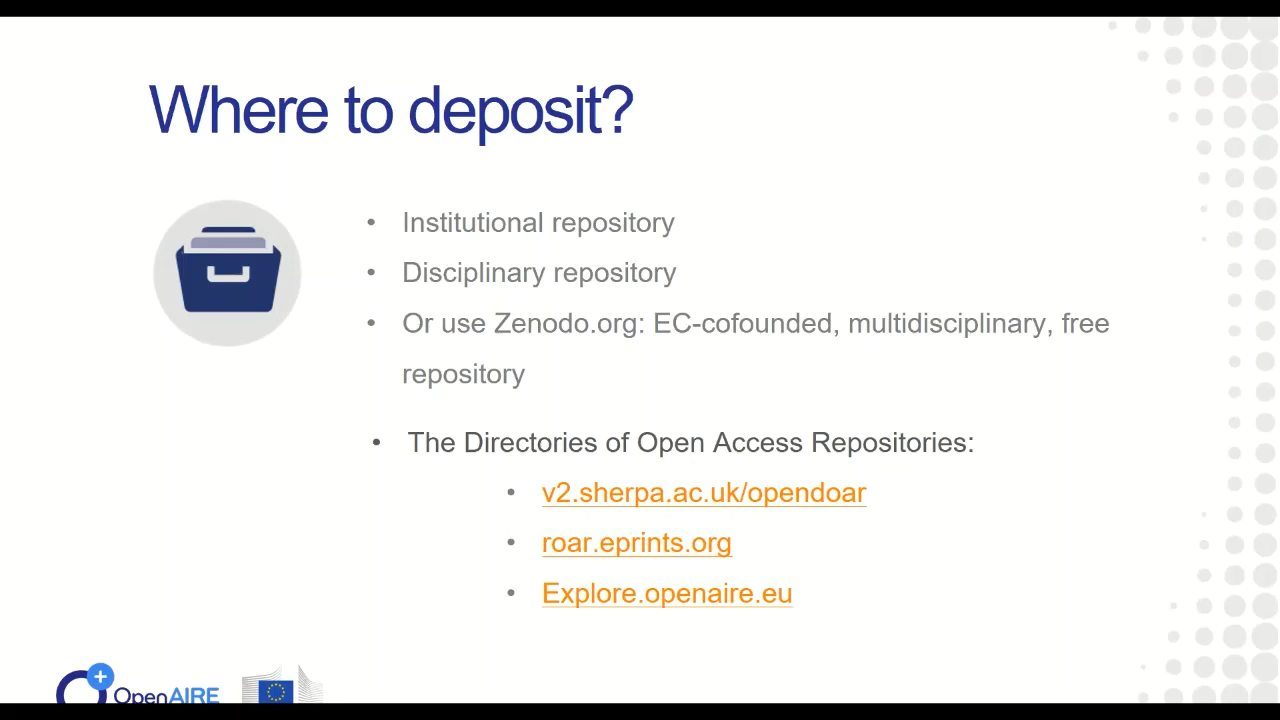 Where to deposit?
• Institutional repository
• Disciplinary repository
• Or use Zenodo.org: EC-cofounded, multidisciplinary, free
repository
• The Directories of Open Access Repositories:
• v2.sherpa.ac.uk/opendoar
• roar.eprints.org
• Explore.openaire.eu
OpenAIRE